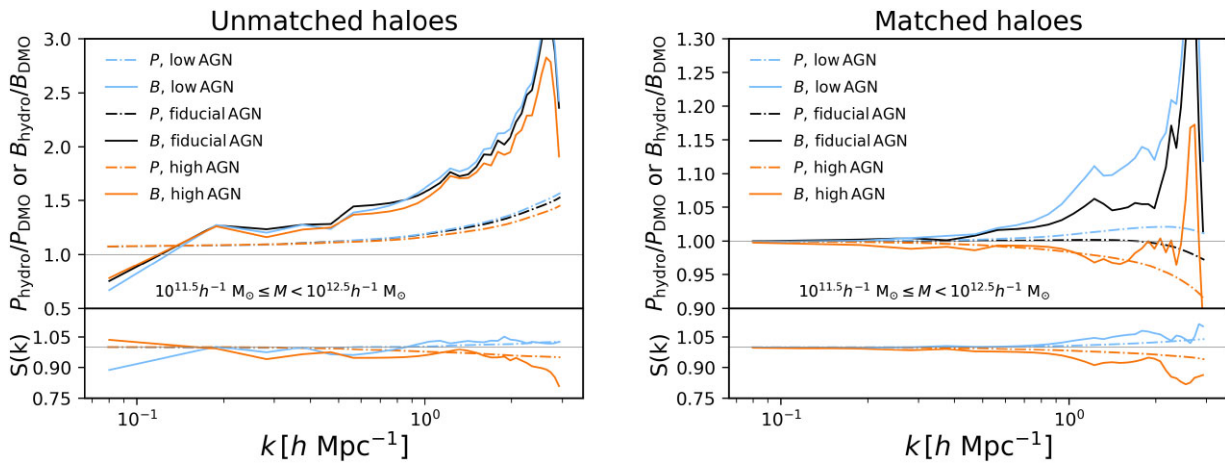 Unmatched haloes
P_hydro/P_DMO or B_hydro/B_DMO
3.0
2.5
2.0
1.5
1.0
0.5
P, low AGN
B, low AGN
P, fiducial AGN
B, fiducial AGN
P, high AGN
B, high AGN
10^11.5 h^−1 M_⊙ ≤ M < 10^12.5 h^−1 M_⊙
S(k)
1.05
0.90
0.75
10^−1
10^0
k [h Mpc^−1]
Matched haloes
P_hydro/P_DMO or B_hydro/B_DMO
1.30
1.25
1.20
1.15
1.10
1.05
1.00
0.95
0.90
P, low AGN
B, low AGN
P, fiducial AGN
B, fiducial AGN
P, high AGN
B, high AGN
10^11.5 h^−1 M_⊙ ≤ M < 10^12.5 h^−1 M_⊙
S(k)
1.05
0.90
0.75
10^−1
10^0
k [h Mpc^−1]